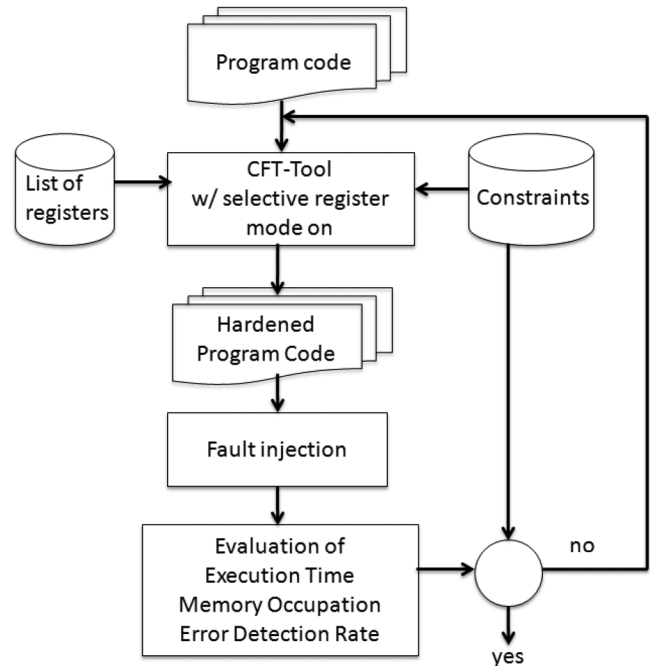 Program code
List of
registers
CFT-Tool
w/ selective register
mode on
Constraints
Hardened
Program Code
Fault injection
Evaluation of
Execution Time
Memory Occupation
Error Detection Rate
no
yes